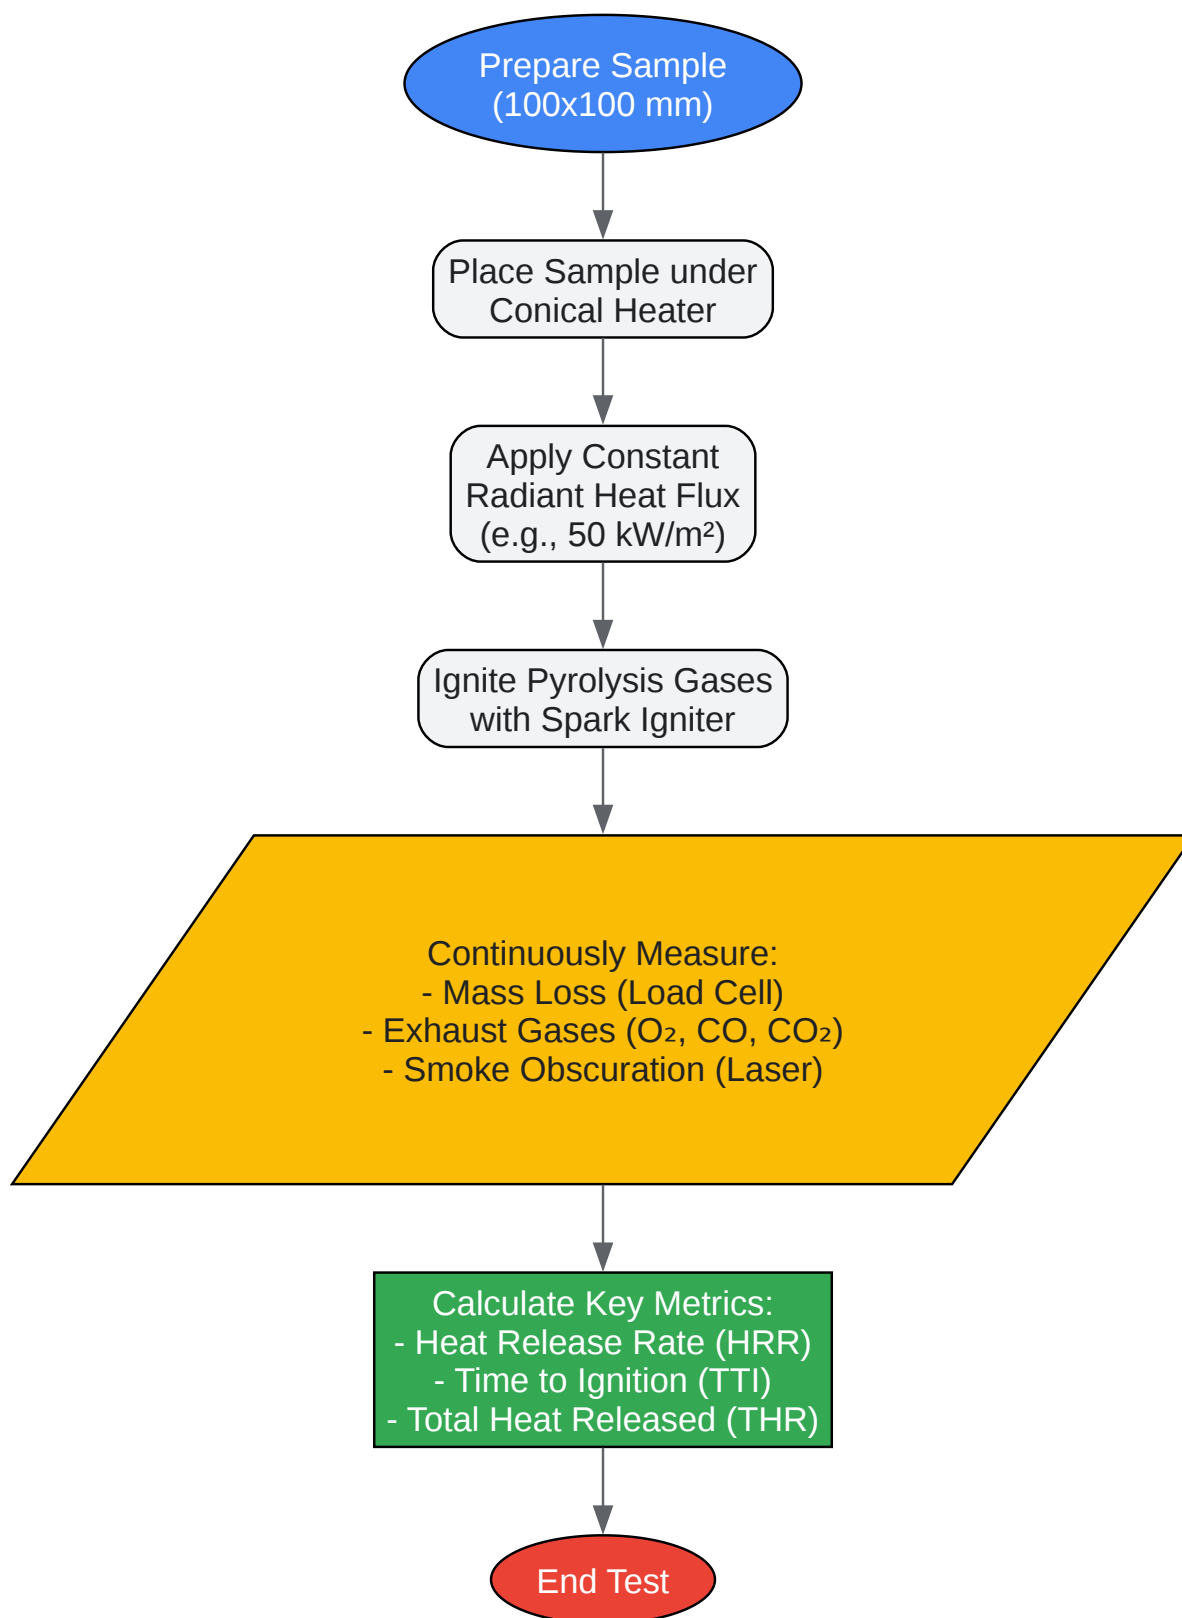 Prepare Sample
(100x100 mm)
Place Sample under
Conical Heater
Apply Constant
Radiant Heat Flux
(e.g., 50 kW/m²)
Ignite Pyrolysis Gases
with Spark Igniter
Continuously Measure:
- Mass Loss (Load Cell)
- Exhaust Gases (O₂, CO, CO₂)
- Smoke Obscuration (Laser)
Calculate Key Metrics:
- Heat Release Rate (HRR)
- Time to Ignition (TTI)
- Total Heat Released (THR)
End Test